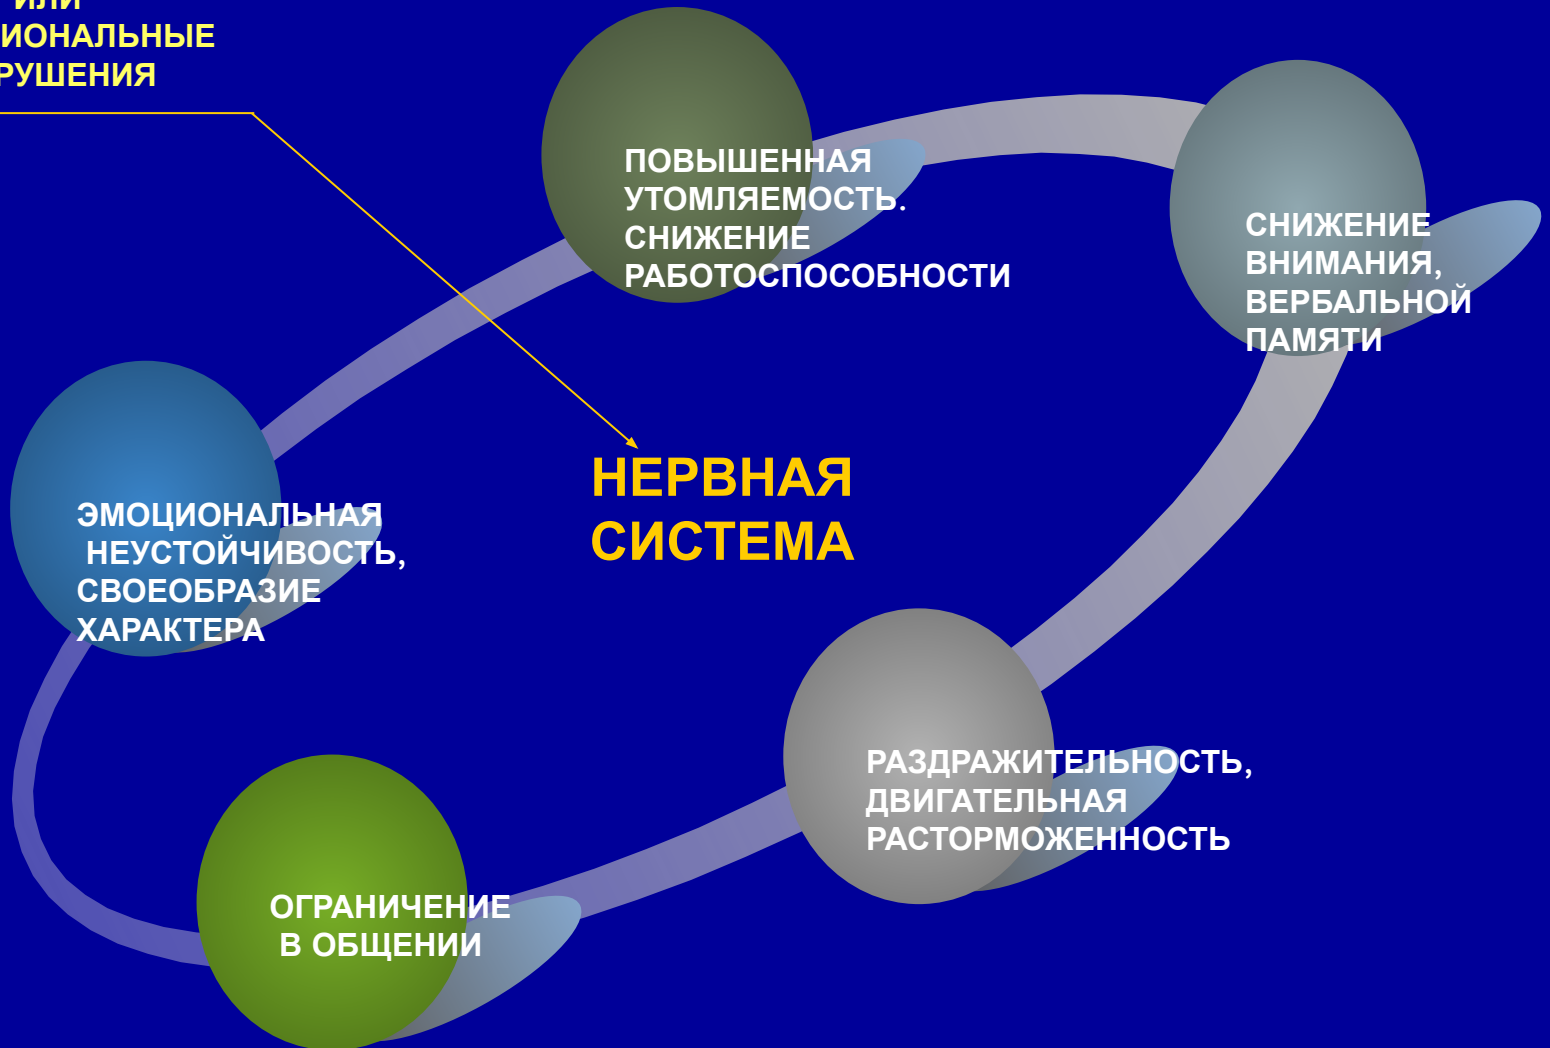 ИЛИ
ИОНАЛЬНЫЕ
РУШЕНИЯ
ПОВЫШЕННАЯ
УТОМЛЯЕМОСТЬ.
СНИЖЕНИЕ
РАБОТОСПОСОБНОСТИ
СНИЖЕНИЕ
ВНИМАНИЯ,
ВЕРБАЛЬНОЙ
ПАМЯТИ
НЕРВНАЯ
СИСТЕМА
ЭМОЦИОНАЛЬНАЯ
НЕУСТОЙЧИВОСТЬ,
СВОЕОБРАЗИЕ
ХАРАКТЕРА
РАЗДРАЖИТЕЛЬНОСТЬ,
ДВИГАТЕЛЬНАЯ
РАСТОРМОЖЕННОСТЬ
ОГРАНИЧЕНИЕ
В ОБЩЕНИИ